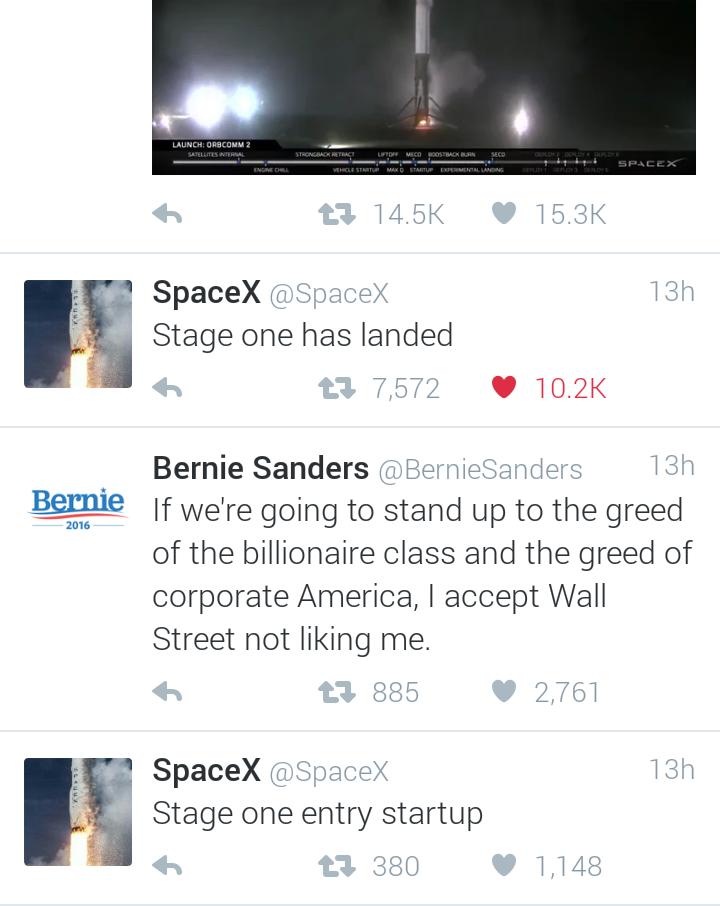 LAUNCH: ORBCOMM 2
SATELLITES INTERNAL STRONGBACK RETRACT LIFTOFF MECO BOOSTBACK BURN SECO
ENGINE CHILL VEHICLE STARTUP MAX Q STARTUP EXPERIMENTAL LANDING
SPACEX
14.5K 15.3K
SpaceX @SpaceX 13h
Stage one has landed
7,572 10.2K
Bernie Sanders @BernieSanders 13h
Bernie
2016
If we're going to stand up to the greed
of the billionaire class and the greed of
corporate America, I accept Wall
Street not liking me.
885 2,761
SpaceX @SpaceX 13h
Stage one entry startup
380 1,148